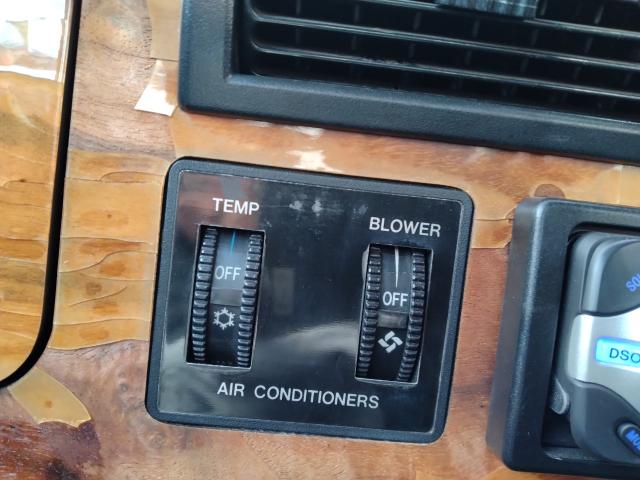 TEMP
BLOWER
OFF
OFF
AIR CONDITIONERS
DSO